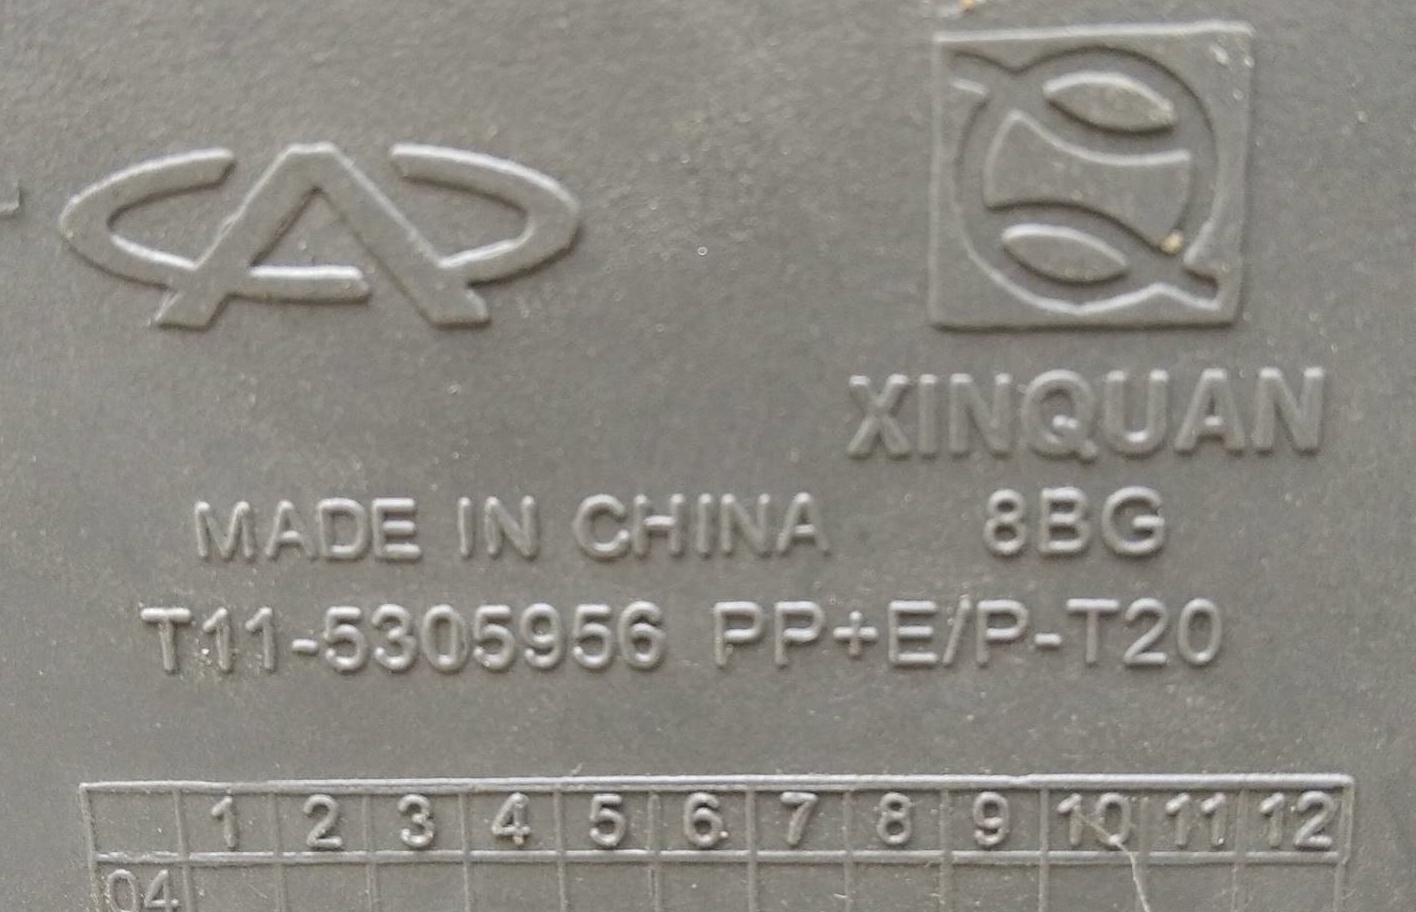 XINQUAN
MADE IN CHINA 8BG
T11-5305956 PP+E/P-T20
1 2 3 4 5 6 7 8 9 10 11 12
04